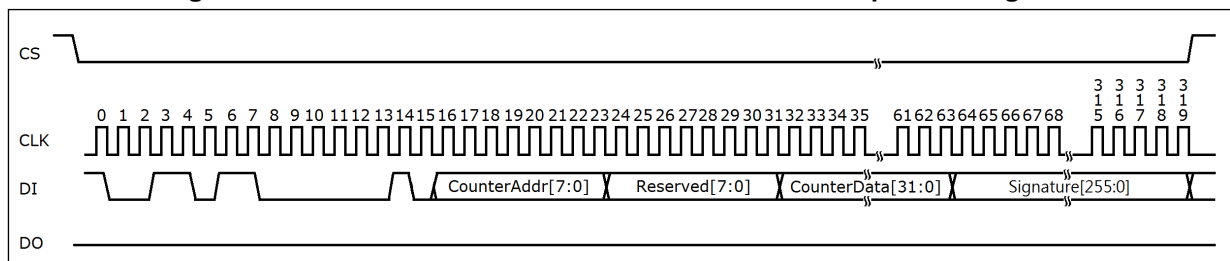 CS
0 1 2 3 4 5 6 7 8 9 10 11 12 13 14 15 16 17 18 19 20 21 22 23 24 25 26 27 28 29 30 31 32 33 34 35 61 62 63 64 65 66 67 68 315 316 317 318 319
CLK
DI CounterAddr[7:0] Reserved[7:0] CounterData[31:0] Signature[255:0]
DO